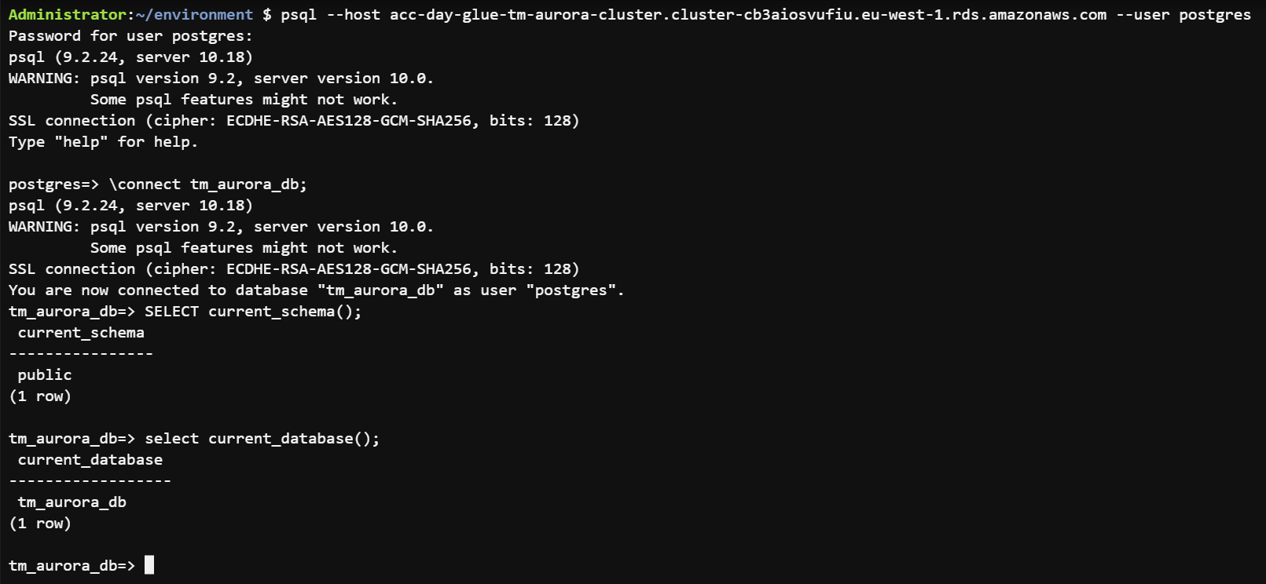 Administrator:~/environment $ psql --host acc-day-glue-tm-aurora-cluster.cluster-cb3aiosvufiu.eu-west-1.rds.amazonaws.com --user postgres
Password for user postgres:
psql (9.2.24, server 10.18)
WARNING: psql version 9.2, server version 10.0.
         Some psql features might not work.
SSL connection (cipher: ECDHE-RSA-AES128-GCM-SHA256, bits: 128)
Type "help" for help.

postgres=> \connect tm_aurora_db;
psql (9.2.24, server 10.18)
WARNING: psql version 9.2, server version 10.0.
         Some psql features might not work.
SSL connection (cipher: ECDHE-RSA-AES128-GCM-SHA256, bits: 128)
You are now connected to database "tm_aurora_db" as user "postgres".
tm_aurora_db=> SELECT current_schema();
 current_schema
----------------
 public
(1 row)

tm_aurora_db=> select current_database();
 current_database
------------------
 tm_aurora_db
(1 row)

tm_aurora_db=>